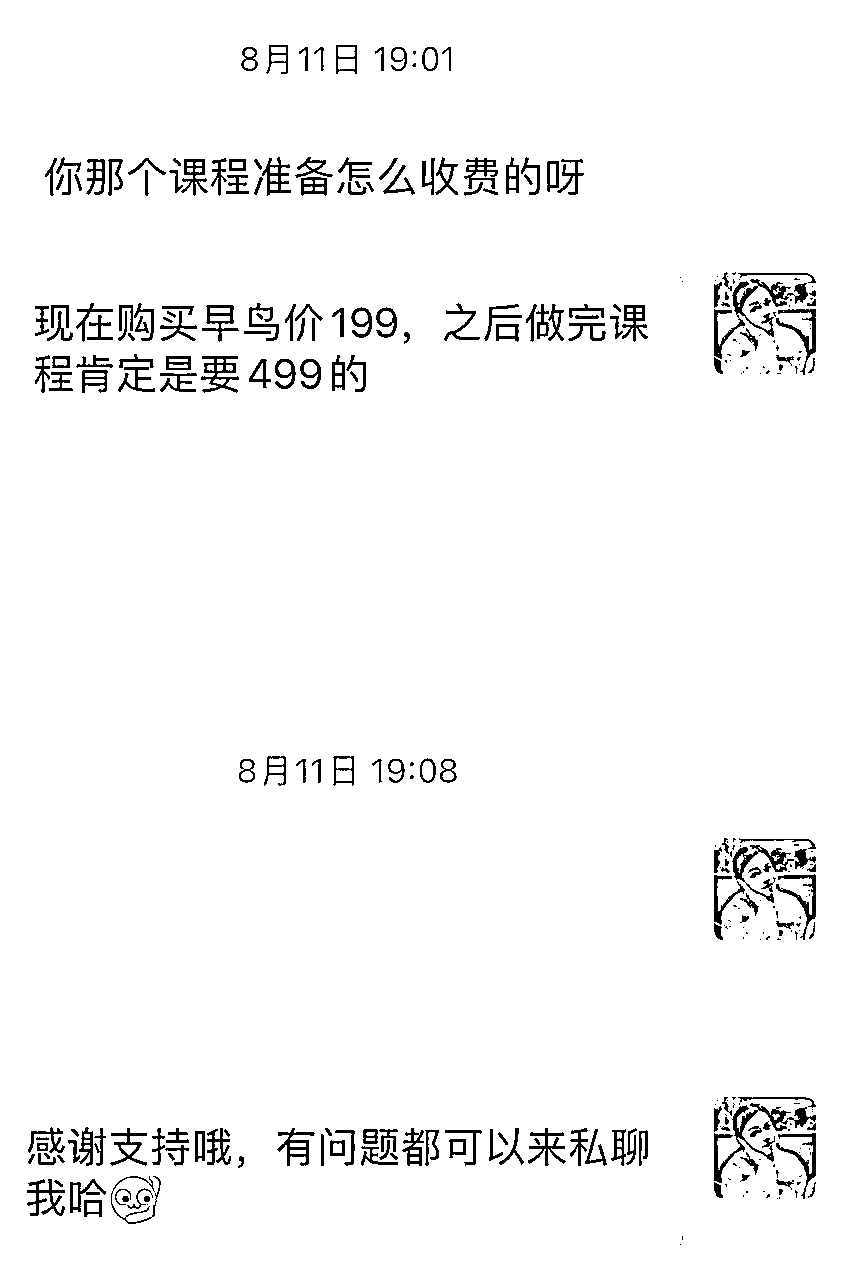 8月11日 19:01
你那个课程准备怎么收费的呀
现在购买早鸟价199，之后做完课
程肯定是要499的
8月11日 19:08
感谢支持哦，有问题都可以来私聊
我哈